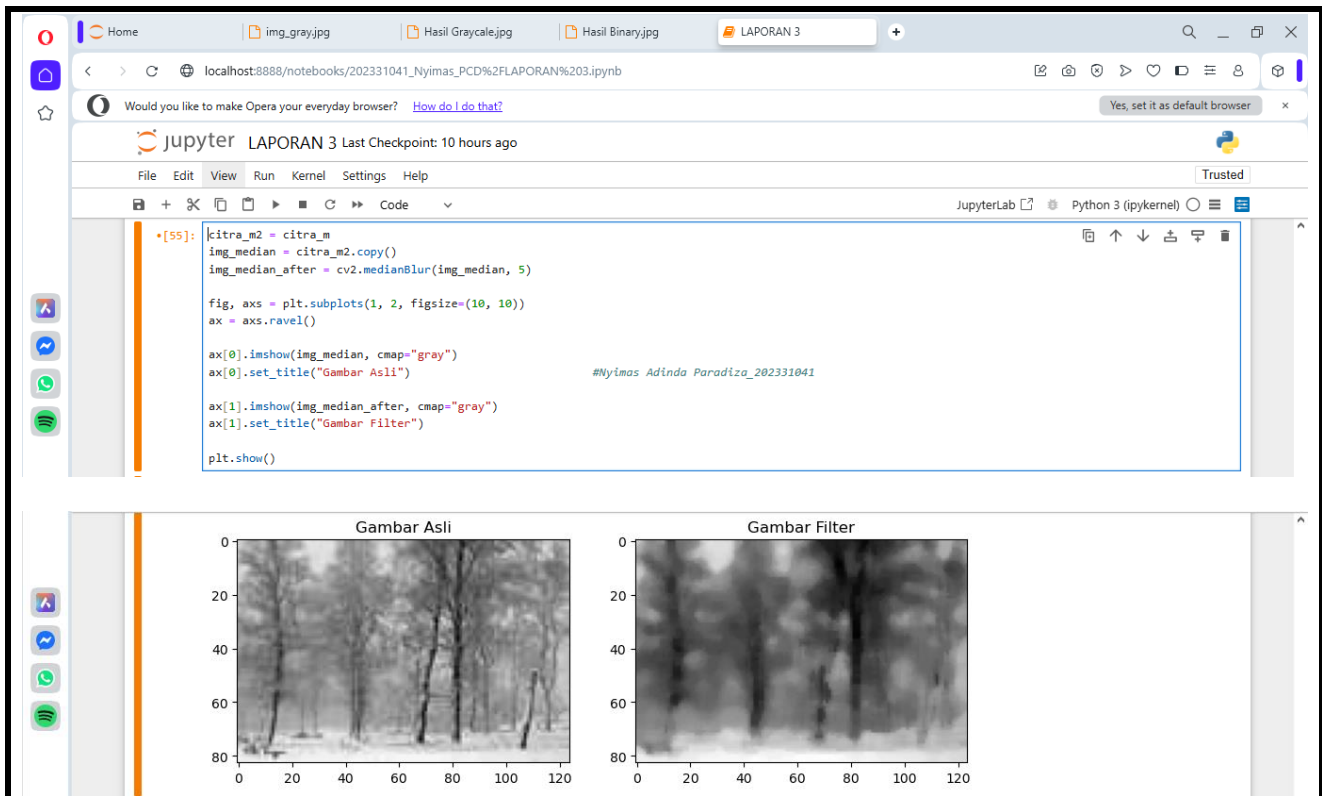 Home
img_gray.jpg
Hasil Graycale.jpg
Hasil Binary.jpg
LAPORAN 3
localhost:8888/notebooks/202331041_Nyimas_PCD%2FLAPORAN%203.ipynb
Would you like to make Opera your everyday browser? How do I do that? Yes, set it as default browser
jupyter LAPORAN 3 Last Checkpoint: 10 hours ago
File Edit View Run Kernel Settings Help Trusted
Code JupyterLab Python 3 (ipykernel)
[55]: citra_m2 = citra_m
img_median = citra_m2.copy()
img_median_after = cv2.medianBlur(img_median, 5)
fig, axs = plt.subplots(1, 2, figsize=(10, 10))
ax = axs.ravel()
ax[0].imshow(img_median, cmap="gray")
ax[0].set_title("Gambar Asli") #Nyimas Adinda Paradiza_202331041
ax[1].imshow(img_median_after, cmap="gray")
ax[1].set_title("Gambar Filter")
plt.show()
Gambar Asli
0
20
40
60
80
0 20 40 60 80 100 120
Gambar Filter
0
20
40
60
80
0 20 40 60 80 100 120